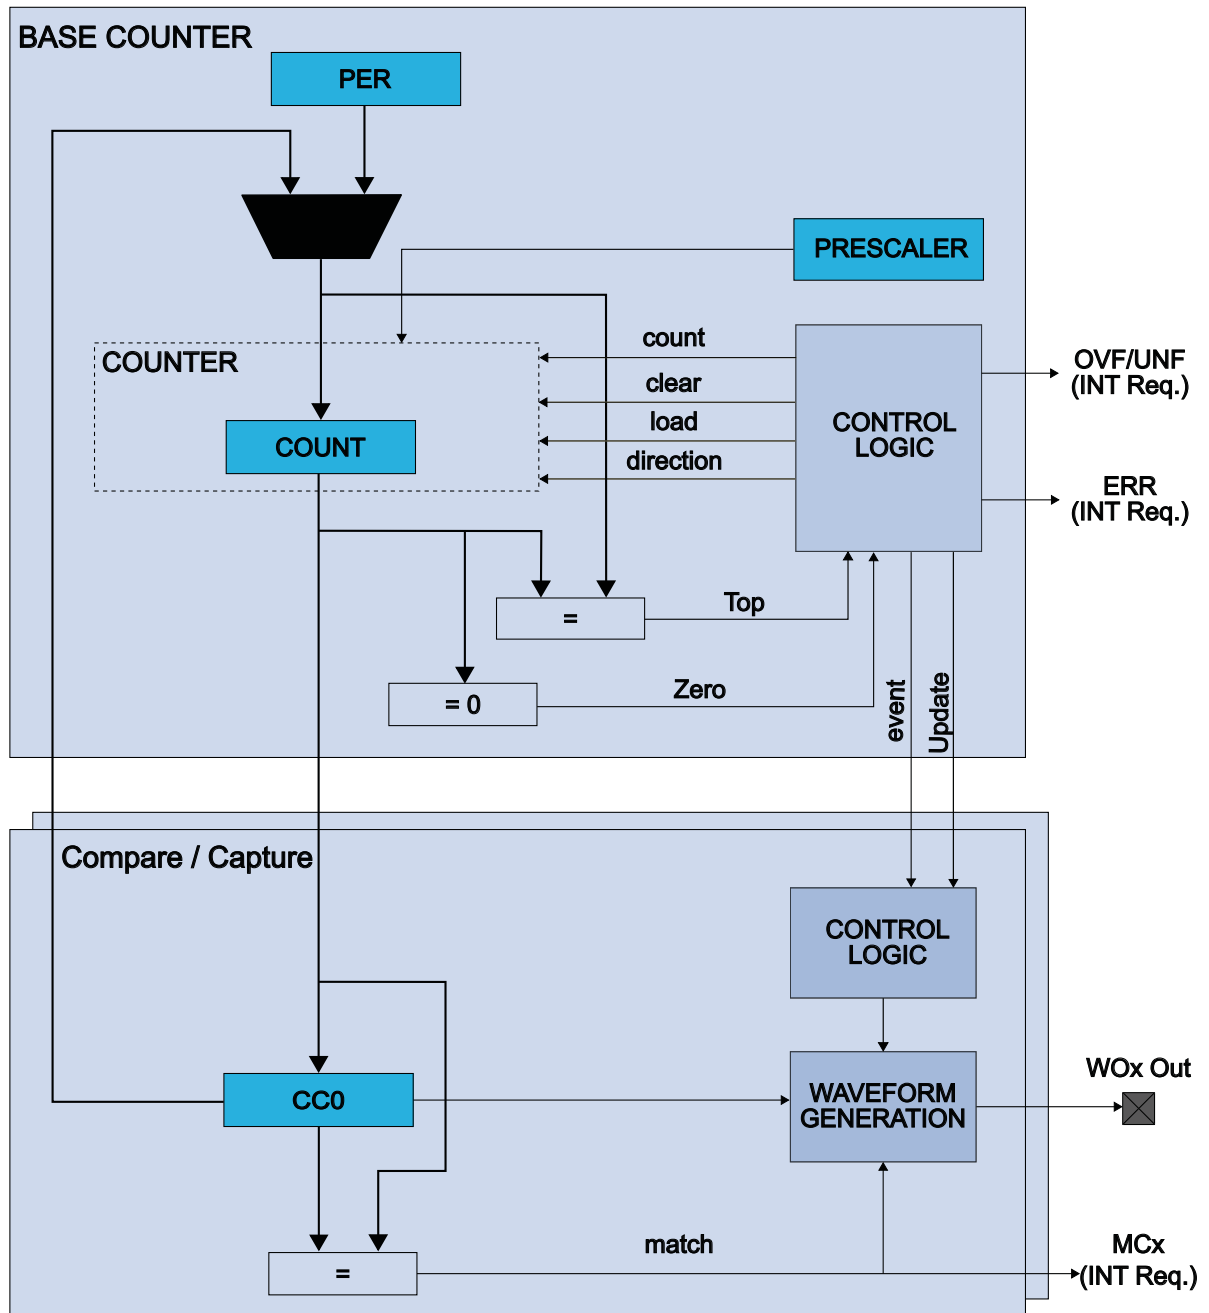 BASE COUNTER
PER
PRESCALER
COUNTER
COUNT
count
clear
load
direction
CONTROL
LOGIC
OVF/UNF
(INT Req.)
ERR
(INT Req.)
=
Top
= 0
Zero
event
Update
Compare / Capture
CONTROL
LOGIC
CC0
WAVEFORM
GENERATION
WOx Out
=
match
MCx
(INT Req.)